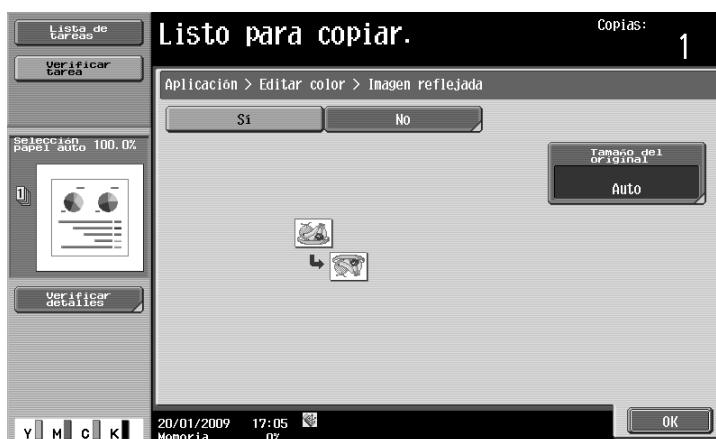 Lista de
tareas
Verificar
tarea
Listo para copiar.
Copias:
1
Aplicación > Editar color > Imagen reflejada
Sí
No
Selección
papel auto 100.0%
1
Tamaño del
original
Auto
Verificar
detalles
OK
20/01/2009 17:05
Memoria 0%
Y M C K